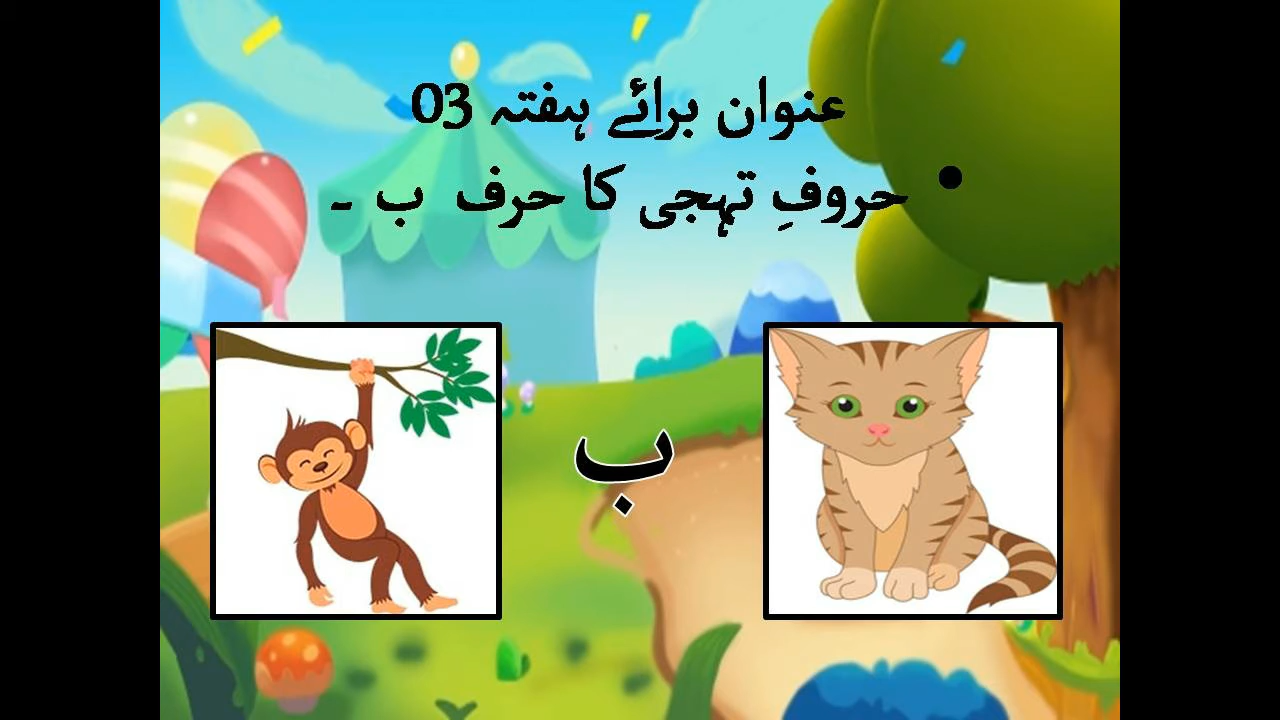 عنوان برائے ہفتہ 03
• حروفِ تہجی کا حرف ب ۔
ب